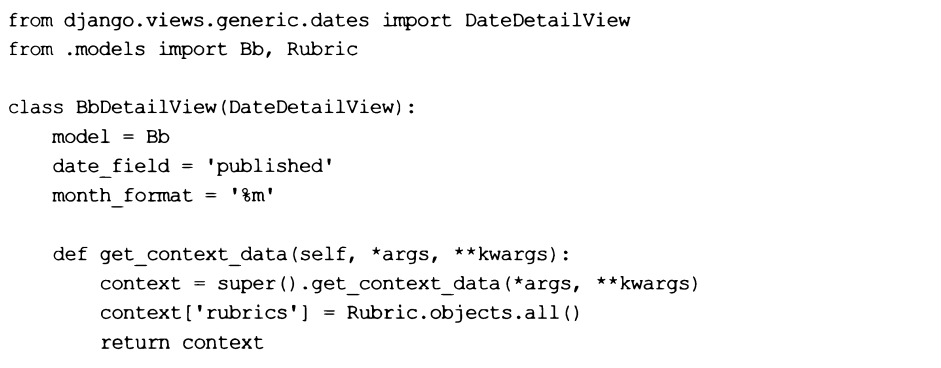 from django.views.generic.dates import DateDetailView
from .models import Bb, Rubric

class BbDetailView(DateDetailView):
    model = Bb
    date_field = 'published'
    month_format = '%m'

    def get_context_data(self, *args, **kwargs):
        context = super().get_context_data(*args, **kwargs)
        context['rubrics'] = Rubric.objects.all()
        return context